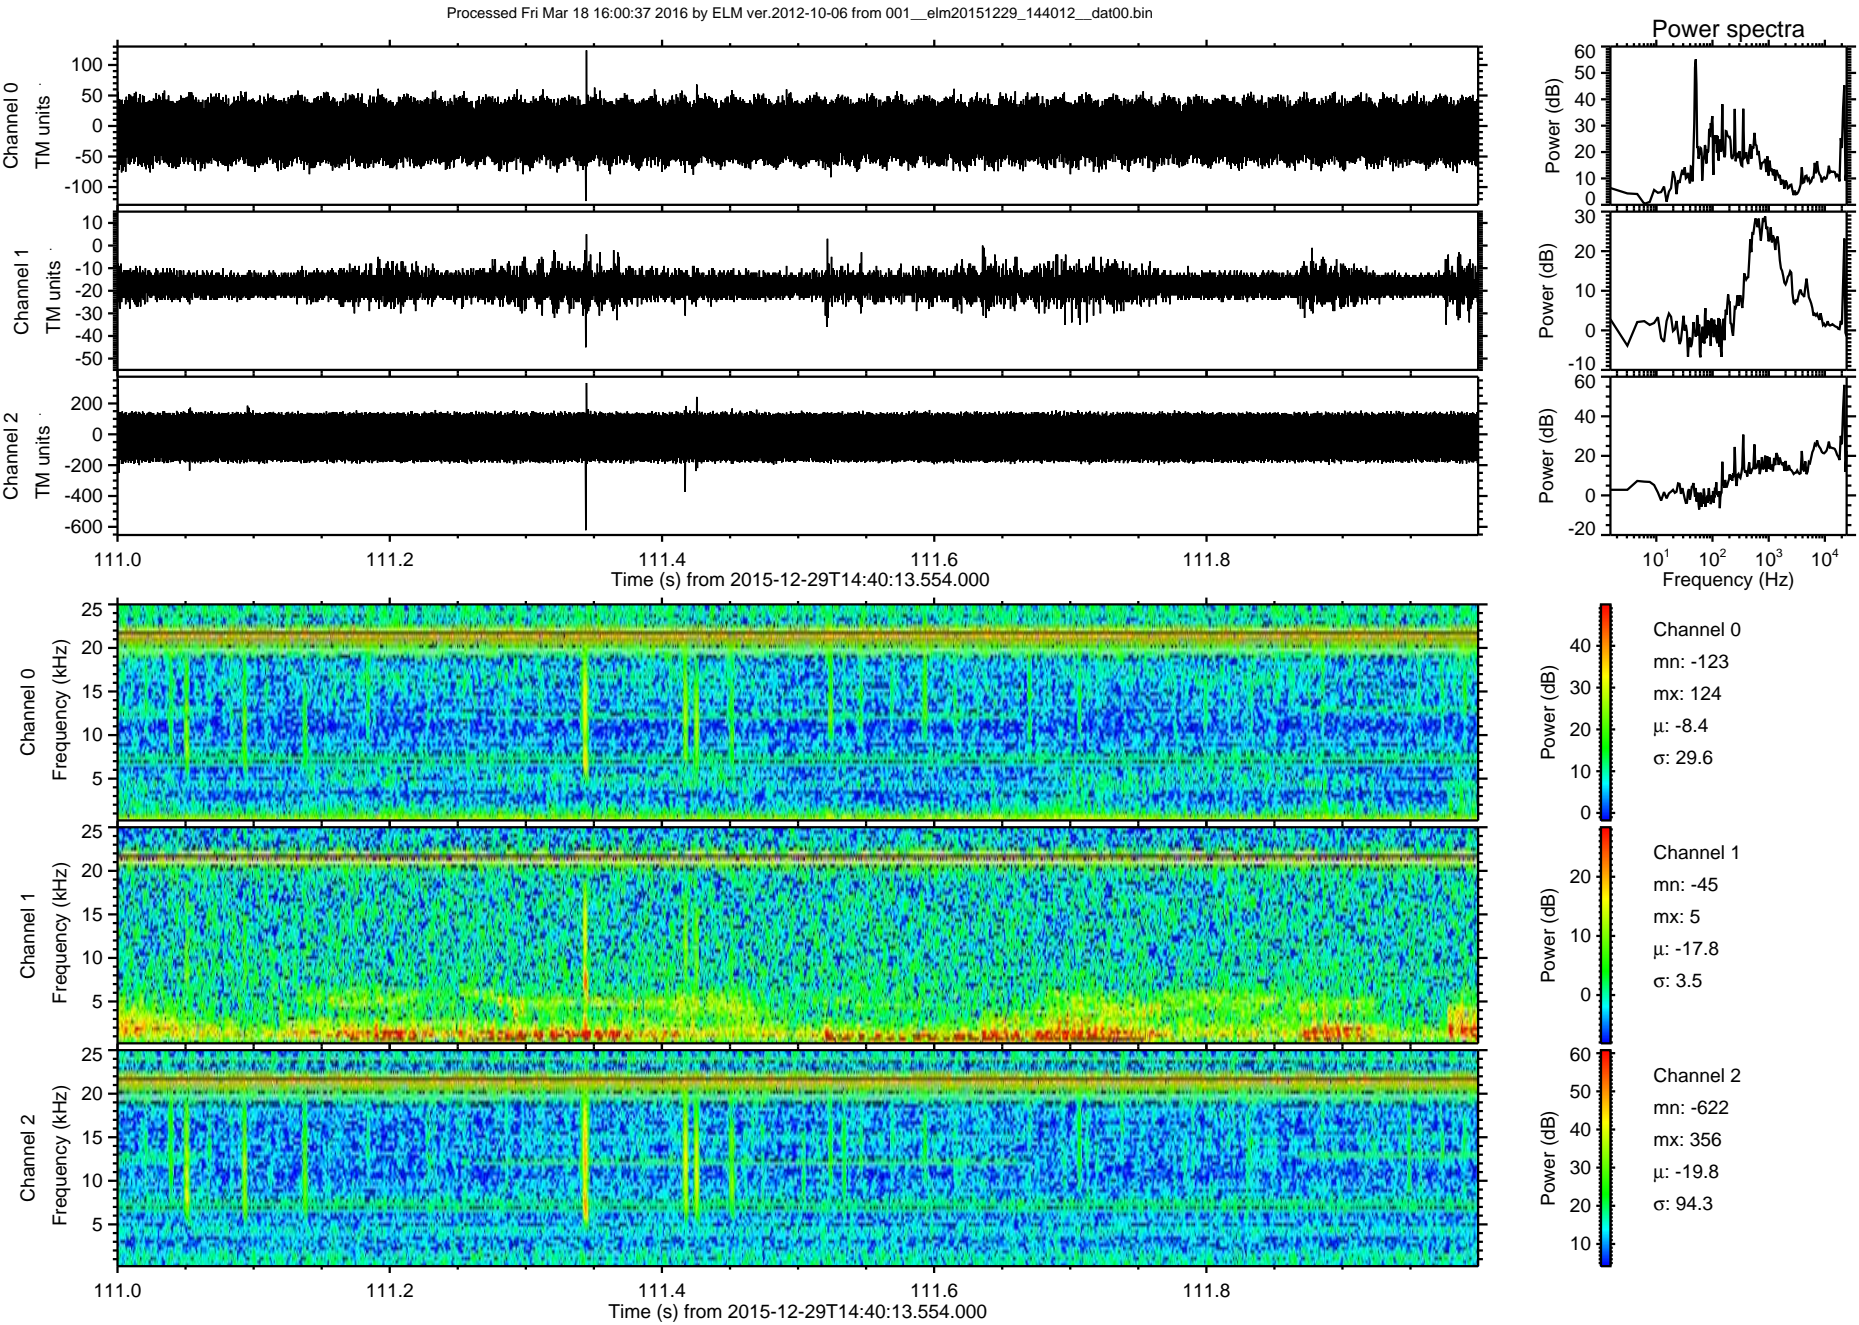 Processed Fri Mar 18 16:00:37 2016 by ELM ver.2012-10-06 from 001__elm20151229_144012__dat00.bin
Power spectra
Channel 0
TM units
100
50
0
-50
-100
Power (dB)
60
50
40
30
20
10
0
Channel 1
TM units
10
0
-10
-20
-30
-40
-50
Power (dB)
30
20
10
0
-10
Channel 2
TM units
200
0
-200
-400
-600
Power (dB)
60
40
20
0
-20
111.0 111.2 111.4 111.6 111.8
Time (s) from 2015-12-29T14:40:13.554.000
10¹ 10² 10³ 10⁴
Frequency (Hz)
Channel 0
Frequency (kHz)
25
20
15
10
5
Power (dB)
40
30
20
10
0
Channel 0
mn: -123
mx: 124
μ: -8.4
σ: 29.6
Channel 1
Frequency (kHz)
25
20
15
10
5
Power (dB)
20
10
0
Channel 1
mn: -45
mx: 5
μ: -17.8
σ: 3.5
Channel 2
Frequency (kHz)
25
20
15
10
5
Power (dB)
60
50
40
30
20
10
Channel 2
mn: -622
mx: 356
μ: -19.8
σ: 94.3
111.0 111.2 111.4 111.6 111.8
Time (s) from 2015-12-29T14:40:13.554.000